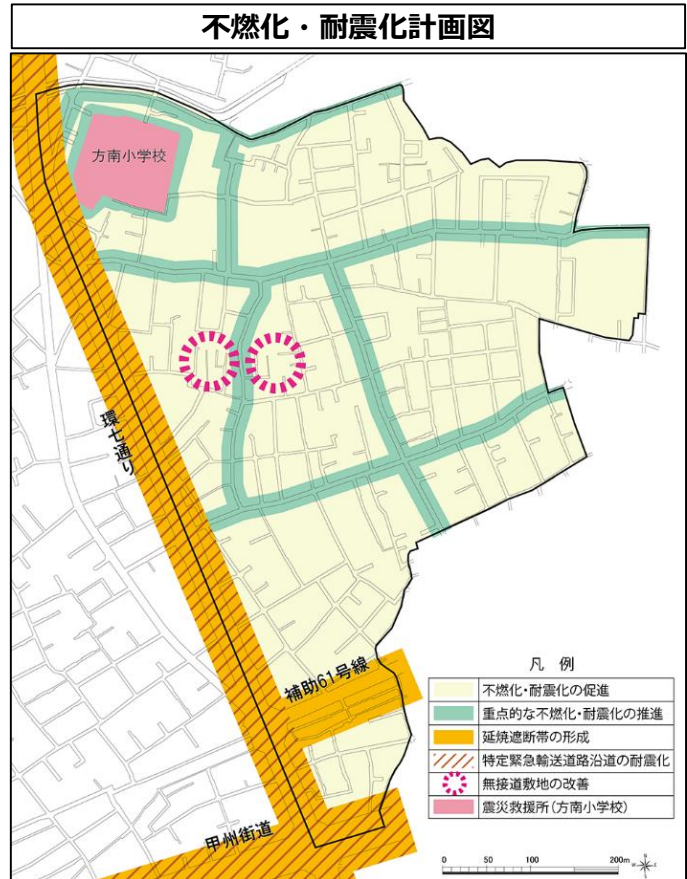 不燃化・耐震化計画図
方南小学校
環七通り
補助61号線
甲州街道
凡 例
不燃化・耐震化の促進
重点的な不燃化・耐震化の推進
延焼遮断帯の形成
特定緊急輸送道路沿道の耐震化
無接道敷地の改善
震災救援所(方南小学校)
0 50 100 200m